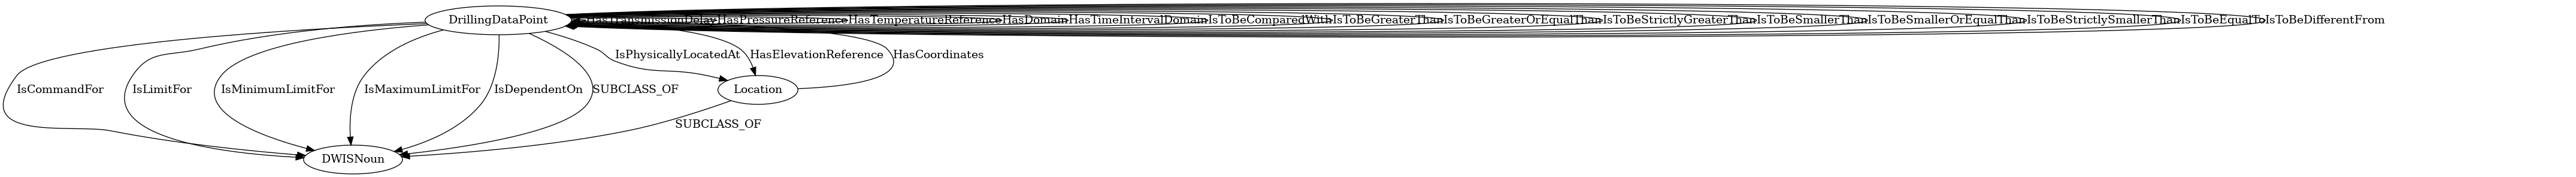 DrillingDataPoint
HasTransmissionDelay
HasPressureReference
HasTemperatureReference
HasDomain
HasTimeIntervalDomain
IsToBeComparedWith
IsToBeGreaterThan
IsToBeGreaterOrEqualThan
IsToBeStrictlyGreaterThan
IsToBeSmallerThan
IsToBeSmallerOrEqualThan
IsToBeStrictlySmallerThan
IsToBeEqualTo
IsToBeDifferentFrom
IsPhysicallyLocatedAt
HasElevationReference
HasCoordinates
IsCommandFor
IsLimitFor
IsMinimumLimitFor
IsMaximumLimitFor
IsDependentOn
SUBCLASS_OF
Location
SUBCLASS_OF
DWISNoun